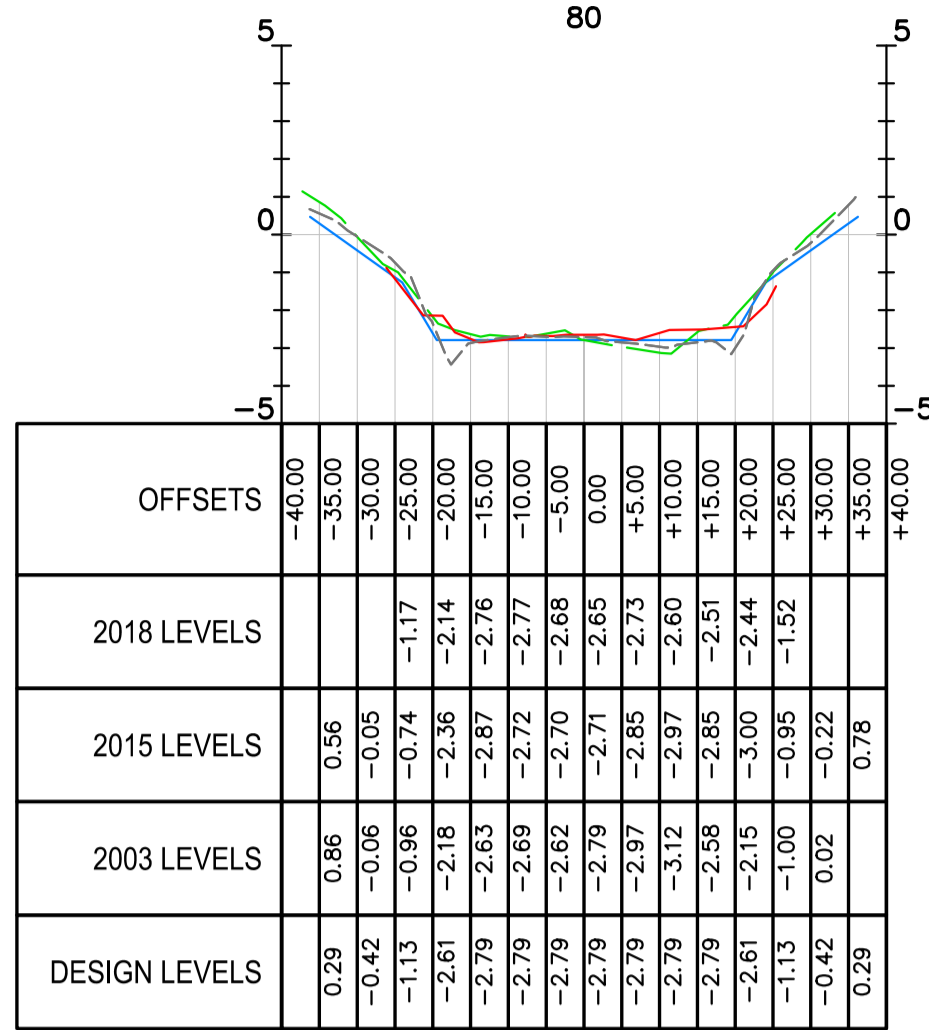 80
5 5
0 0
−5 −5
OFFSETS −40.00 −35.00 −30.00 −25.00 −20.00 −15.00 −10.00 −5.00 0.00 +5.00 +10.00 +15.00 +20.00 +25.00 +30.00 +35.00 +40.00
2018 LEVELS −1.17 −2.14 −2.76 −2.77 −2.68 −2.65 −2.73 −2.60 −2.51 −2.44 −1.52
2015 LEVELS 0.56 −0.05 −0.74 −2.36 −2.87 −2.72 −2.70 −2.71 −2.85 −2.97 −2.85 −3.00 −0.95 −0.22 0.78
2003 LEVELS 0.86 −0.06 −0.96 −2.18 −2.63 −2.69 −2.62 −2.79 −2.97 −3.12 −2.58 −2.15 −1.00 0.02
DESIGN LEVELS 0.29 −0.42 −1.13 −2.61 −2.79 −2.79 −2.79 −2.79 −2.79 −2.79 −2.79 −2.61 −1.13 −0.42 0.29